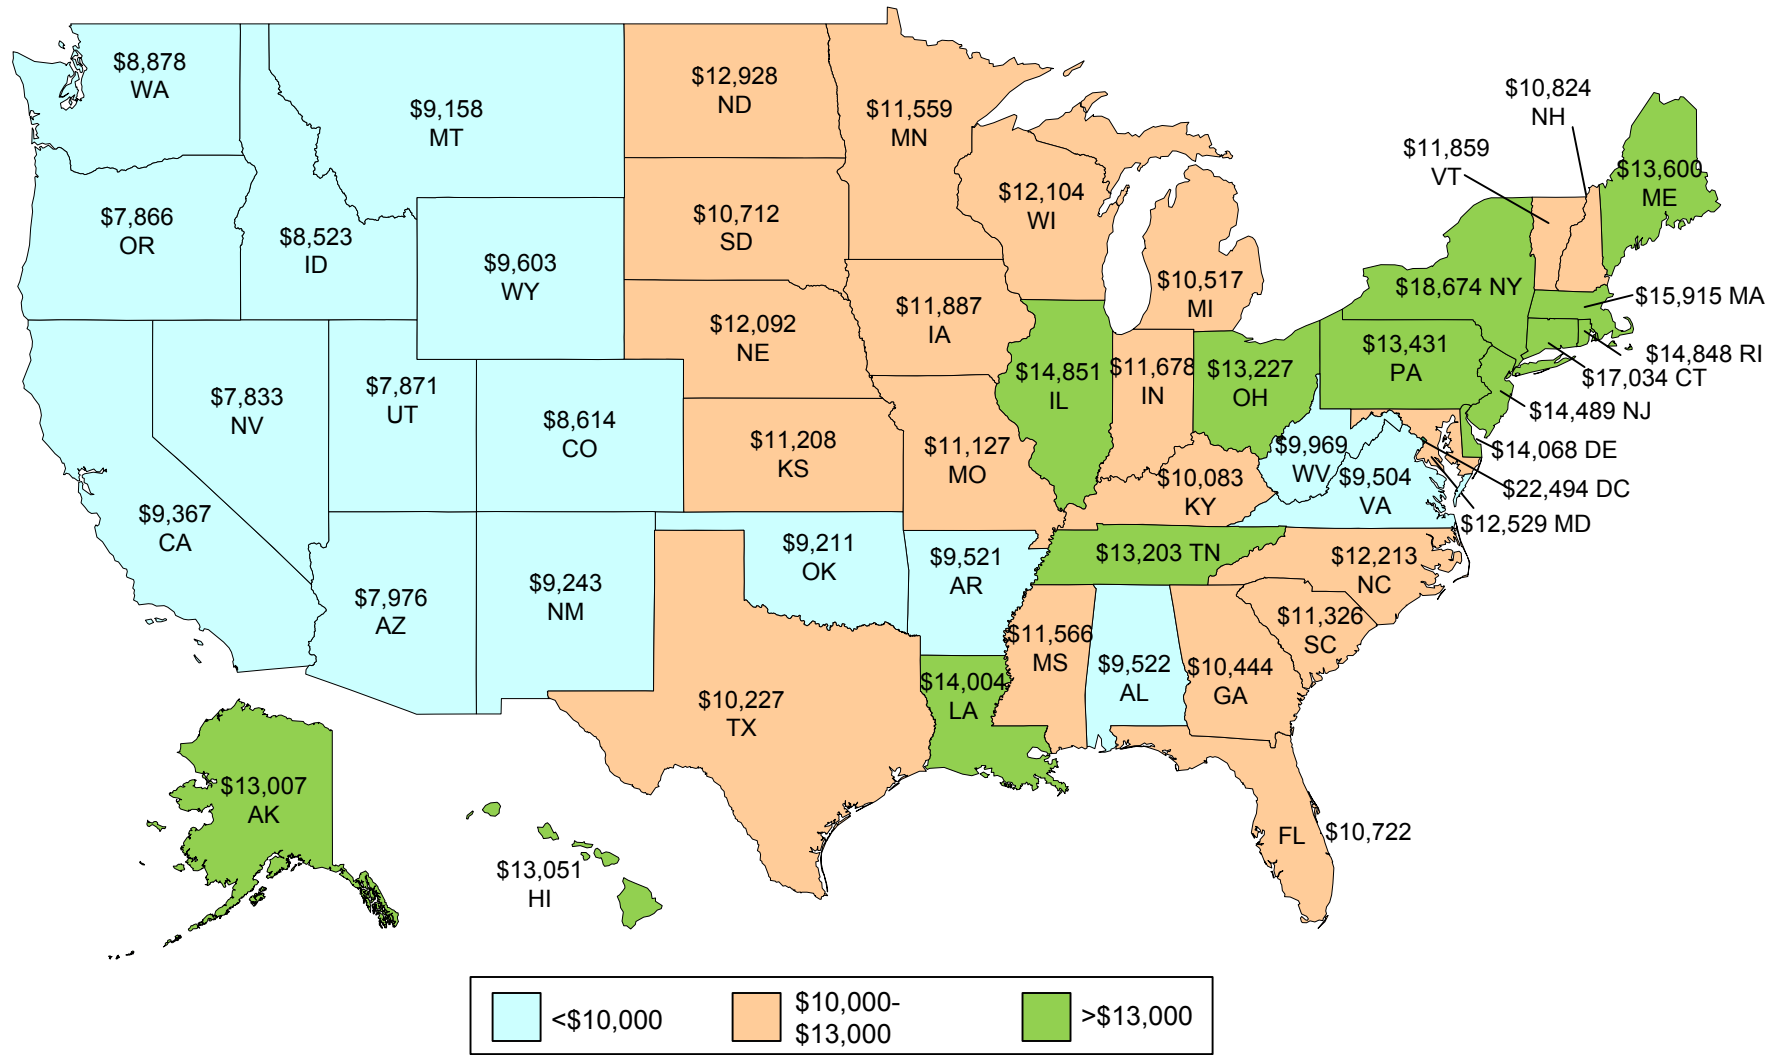 $8,878
WA
$9,158
MT
$12,928
ND
$11,559
MN
$10,824
NH
$11,859
VT
$13,600
ME
$7,866
OR
$8,523
ID
$9,603
WY
$10,712
SD
$12,104
WI
$10,517
MI
$18,674 NY
$15,915 MA
$14,848 RI
$17,034 CT
$14,489 NJ
$14,068 DE
$22,494 DC
$12,529 MD
$12,092
NE
$11,887
IA
$14,851
IL
$11,678
IN
$13,227
OH
$13,431
PA
$7,833
NV
$7,871
UT
$8,614
CO
$11,208
KS
$11,127
MO
$10,083
KY
$9,969
WV
$9,504
VA
$9,367
CA
$7,976
AZ
$9,243
NM
$9,211
OK
$9,521
AR
$13,203 TN
$12,213
NC
$11,326
SC
$11,566
MS
$9,522
AL
$10,444
GA
$10,227
TX
$14,004
LA
FL
$10,722
$13,007
AK
$13,051
HI
<$10,000
$10,000-
$13,000
>$13,000